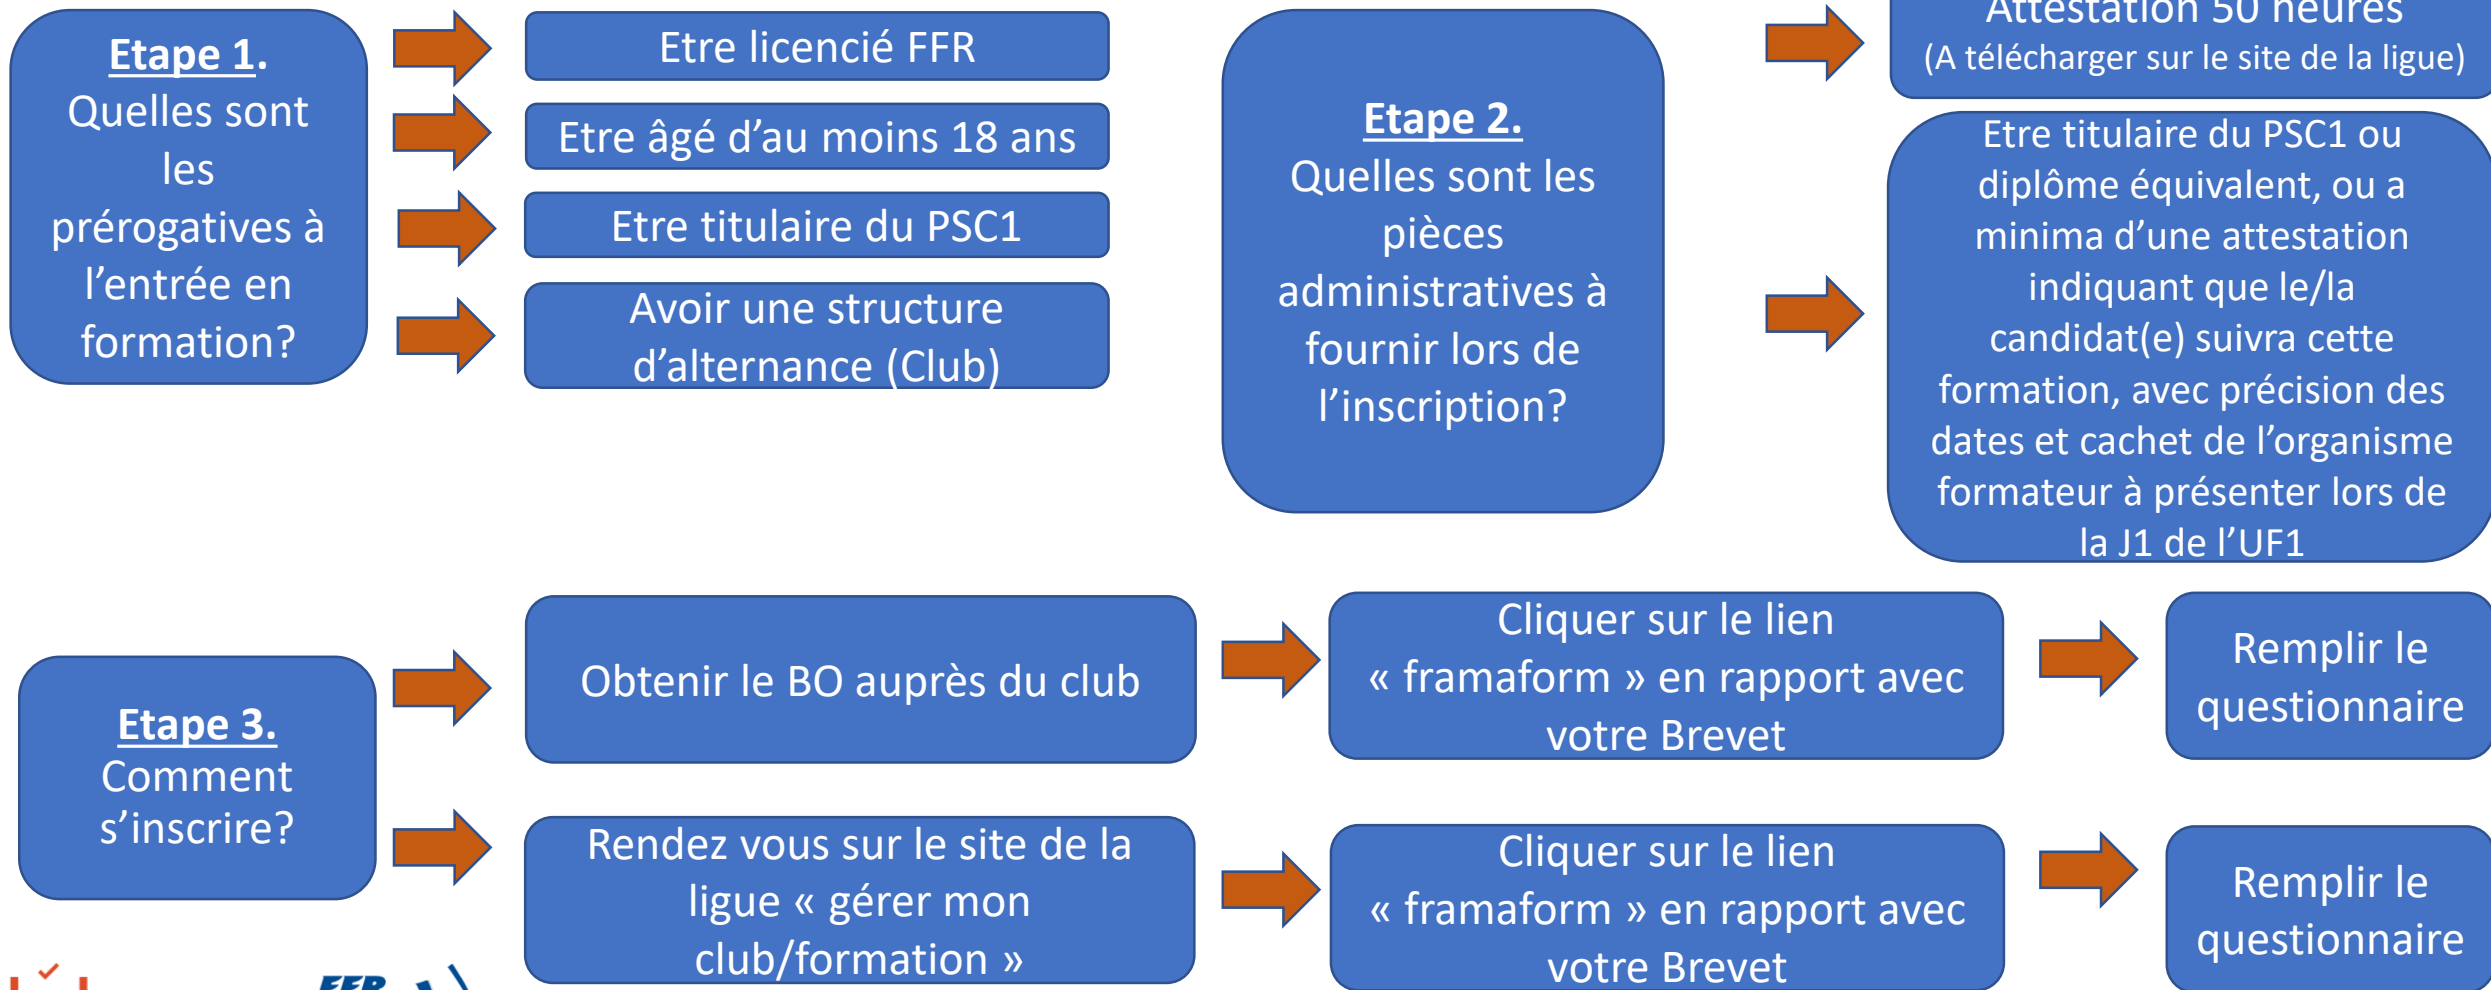 Etape 1.
Quelles sont
les
prérogatives à
l'entrée en
formation?
Etre licencié FFR
Etre âgé d'au moins 18 ans
Etre titulaire du PSC1
Avoir une structure
d'alternance (Club)
Etape 2.
Quelles sont les
pièces
administratives à
fournir lors de
l'inscription?
Attestation 50 heures
(A télécharger sur le site de la ligue)
Etre titulaire du PSC1 ou
diplôme équivalent, ou a
minima d'une attestation
indiquant que le/la
candidat(e) suivra cette
formation, avec précision des
dates et cachet de l'organisme
formateur à présenter lors de
la J1 de l'UF1
Etape 3.
Comment
s'inscrire?
Obtenir le BO auprès du club
Cliquer sur le lien
« framaform » en rapport avec
votre Brevet
Remplir le
questionnaire
Rendez vous sur le site de la
ligue « gérer mon
club/formation »
Cliquer sur le lien
« framaform » en rapport avec
votre Brevet
Remplir le
questionnaire
FFR